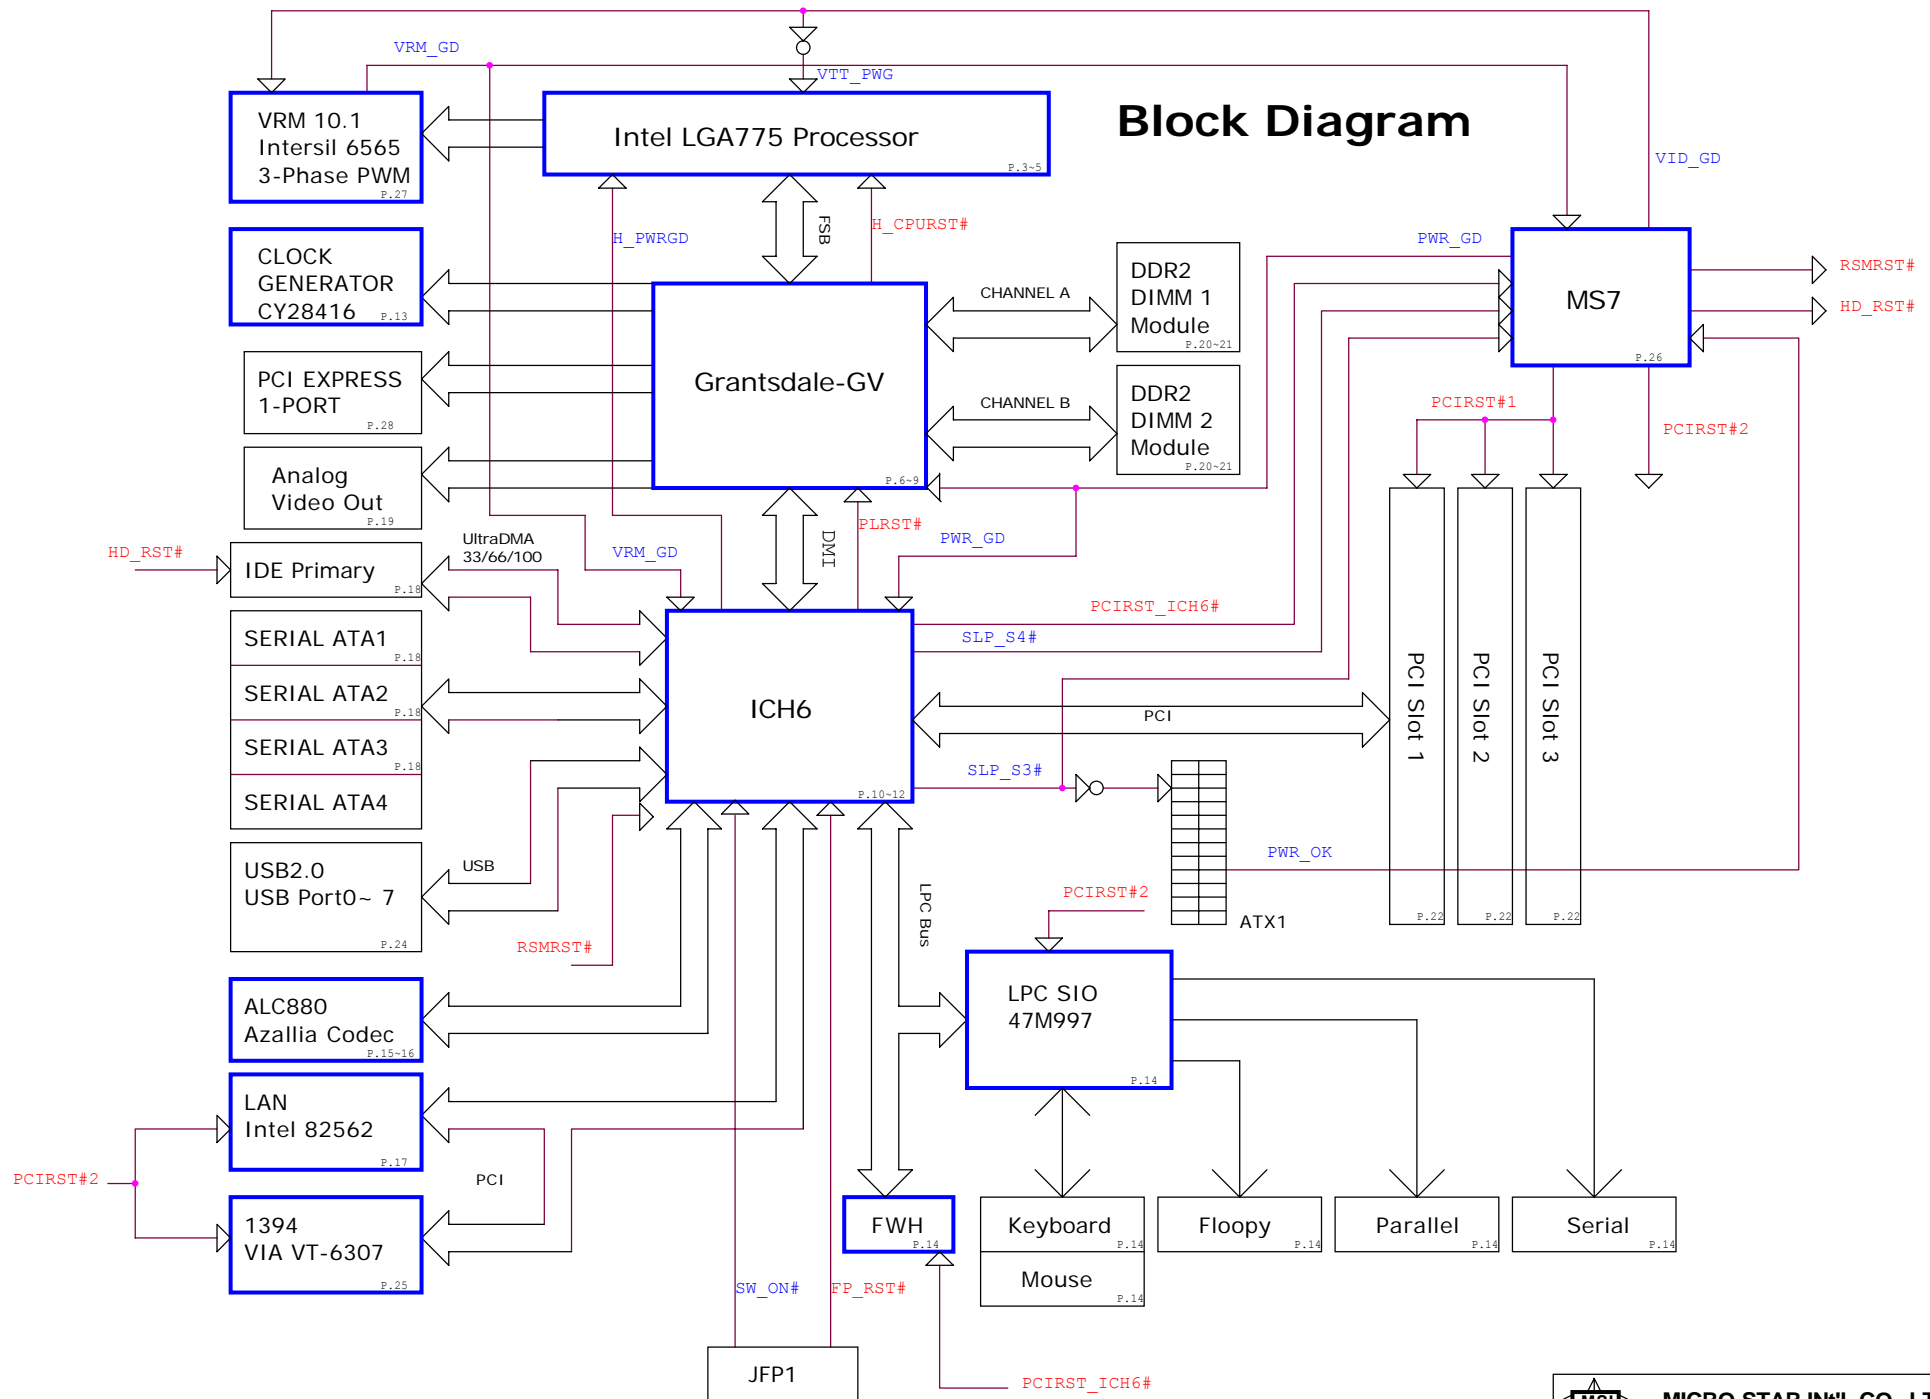 Block Diagram
VRM_GD
VTT_PWG
VID_GD
VRM 10.1
Intersil 6565
3-Phase PWM
P.27
Intel LGA775 Processor
P.3~5
H_PWRGD
FSB
H_CPURST#
CLOCK
GENERATOR
CY28416
P.13
PCI EXPRESS
1-PORT
P.28
Analog
Video Out
P.19
Grantsdale-GV
P.6~9
CHANNEL A
DDR2
DIMM 1
Module
P.20~21
CHANNEL B
DDR2
DIMM 2
Module
P.20~21
PWR_GD
MS7
P.26
RSMRST#
HD_RST#
PCIRST#1
PCIRST#2
HD_RST#
IDE Primary
P.18
UltraDMA
33/66/100
VRM_GD
DMI
PLRST#
PWR_GD
PCIRST_ICH6#
SLP_S4#
SERIAL ATA1
P.18
SERIAL ATA2
P.18
SERIAL ATA3
P.18
SERIAL ATA4
ICH6
P.10~12
PCI
SLP_S3#
PCI Slot 1
P.22
PCI Slot 2
P.22
PCI Slot 3
P.22
USB2.0
USB Port0~ 7
P.24
USB
RSMRST#
LPC Bus
PWR_OK
ATX1
PCIRST#2
ALC880
Azallia Codec
P.15~16
LPC SIO
47M997
P.14
LAN
Intel 82562
P.17
PCIRST#2
PCI
1394
VIA VT-6307
P.25
FWH
P.14
Keyboard
P.14
Mouse
P.14
Floopy
P.14
Parallel
P.14
Serial
P.14
SW_ON#
FP_RST#
JFP1
PCIRST_ICH6#
MSI
MICRO-STAR INt'L CO., LT